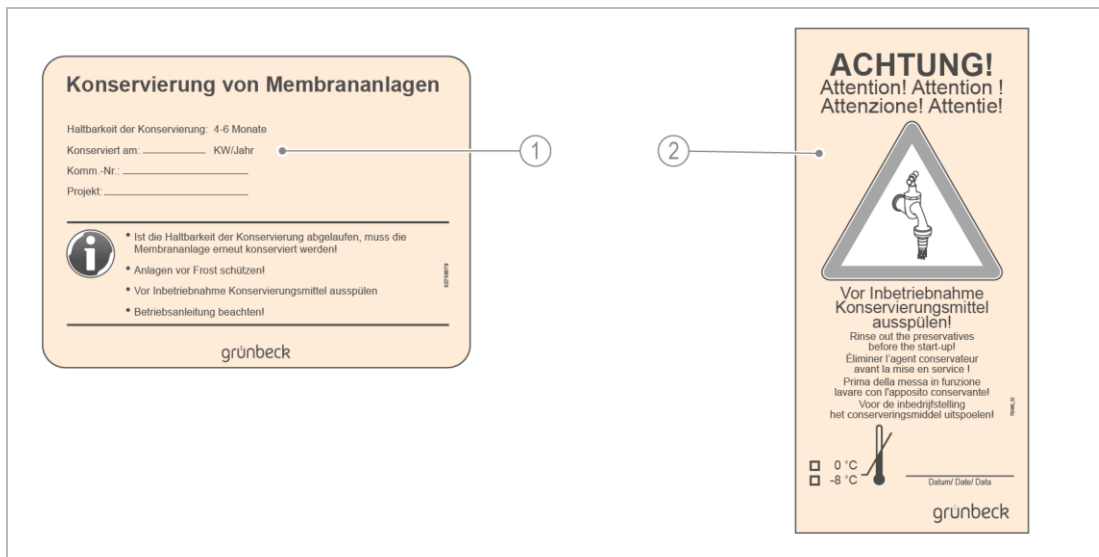 Konservierung von Membrananlagen
Haltbarkeit der Konservierung: 4-6 Monate
Konserviert am: KW/Jahr
Komm.-Nr.:
Projekt:
• Ist die Haltbarkeit der Konservierung abgelaufen, muss die
Membrananlage erneut konserviert werden!
• Anlagen vor Frost schützen!
• Vor Inbetriebnahme Konservierungsmittel ausspülen
• Betriebsanleitung beachten!
grünbeck
1
2
ACHTUNG!
Attention! Attention !
Attenzione! Attentie!
Vor Inbetriebnahme
Konservierungsmittel
ausspülen!
Rinse out the preservatives
before the start-up!
Éliminer l'agent conservateur
avant la mise en service !
Prima della messa in funzione
lavare con l'apposito conservante!
Voor de inbedrijfstelling
het conserveringsmiddel uitspoelen!
0 °C
-8 °C
Datum/ Date/ Data
grünbeck